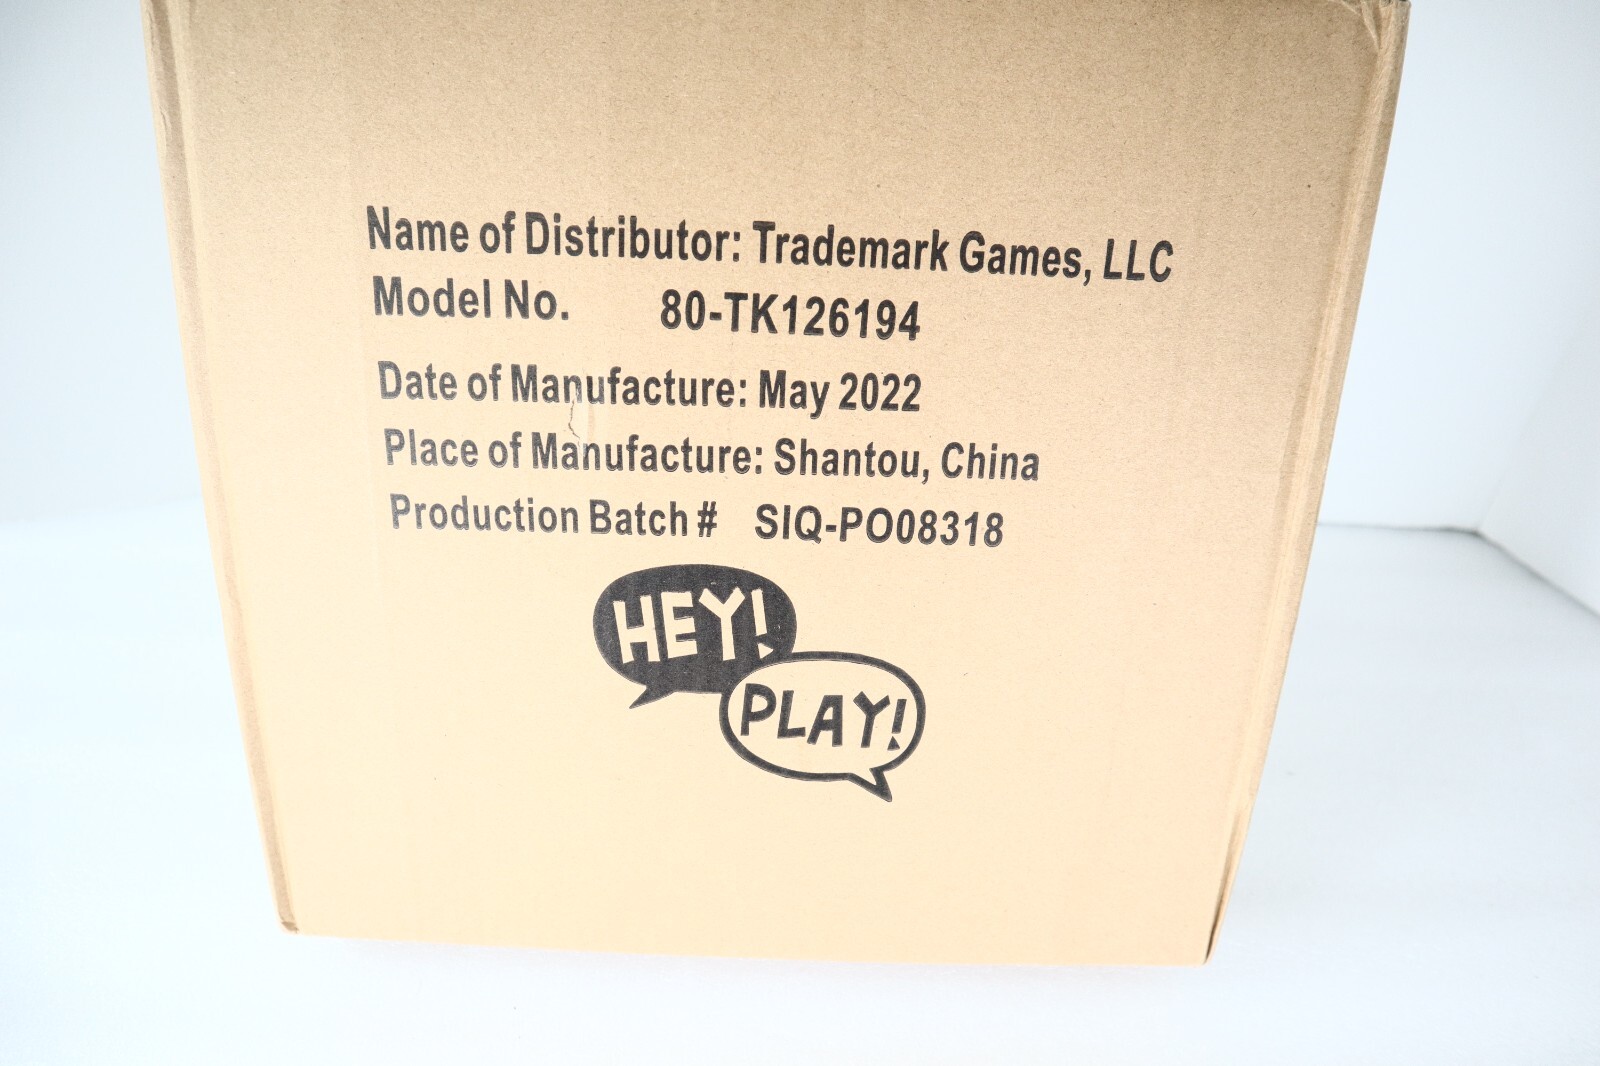 Name of Distributor: Trademark Games, LLC
Model No. 80-TK126194
Date of Manufacture: May 2022
Place of Manufacture: Shantou, China
Production Batch # SIQ-PO08318
HEY!
PLAY!